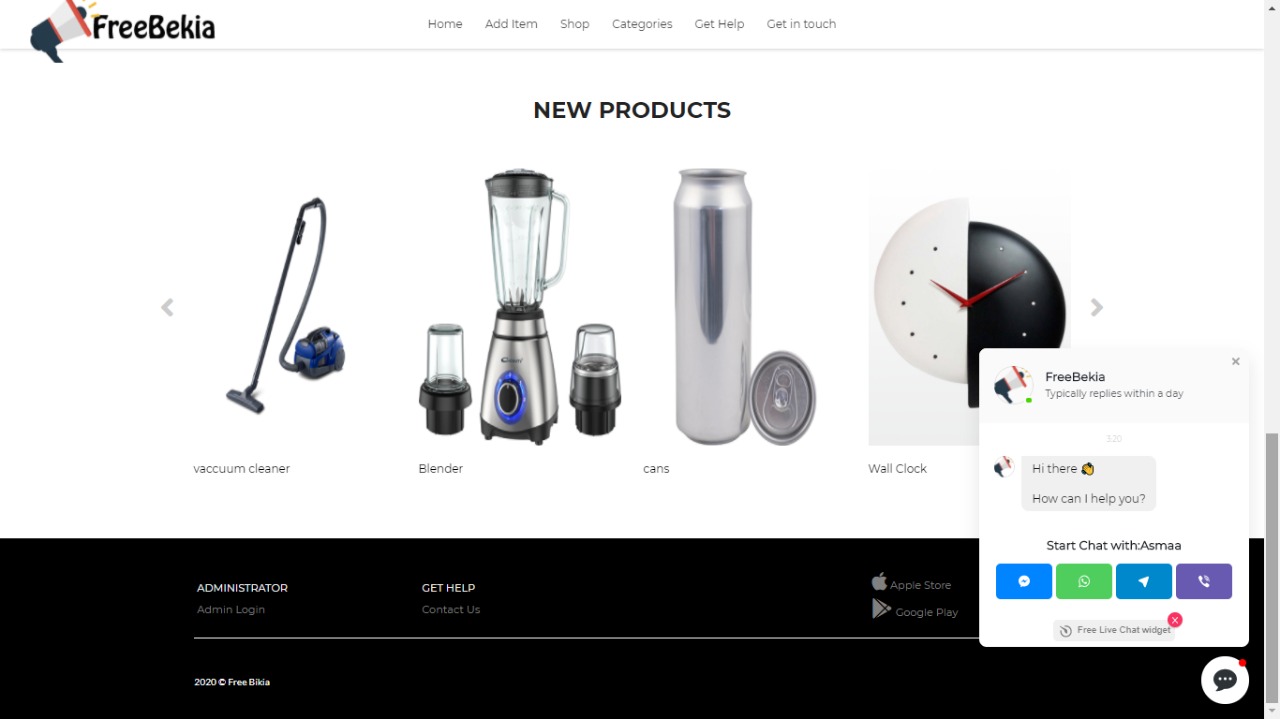 FreeBekia
Home Add Item Shop Categories Get Help Get in touch
NEW PRODUCTS
vaccuum cleaner
Blender
cans
Wall Clock
FreeBekia
Typically replies within a day
3:20
Hi there 👋
How can I help you?
Start Chat with:Asmaa
Free Live Chat widget
ADMINISTRATOR
Admin Login
GET HELP
Contact Us
Apple Store
Google Play
2020 © Free Bikia